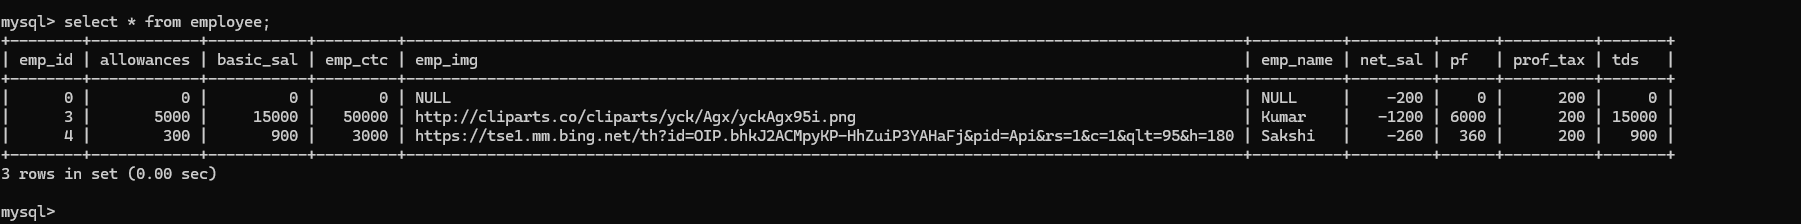 mysql> select * from employee;
+--------+------------+-----------+---------+---------------------------------------------------------------------------------------------+----------+---------+------+----------+-------+
| emp_id | allowances | basic_sal | emp_ctc | emp_img                                                                                     | emp_name | net_sal | pf   | prof_tax | tds   |
+--------+------------+-----------+---------+---------------------------------------------------------------------------------------------+----------+---------+------+----------+-------+
|      0 |          0 |         0 |       0 | NULL                                                                                        | NULL     |    -200 |    0 |      200 |     0 |
|      3 |       5000 |     15000 |   50000 | http://cliparts.co/cliparts/yck/Agx/yckAgx95i.png                                           | Kumar    |   -1200 | 6000 |      200 | 15000 |
|      4 |        300 |       900 |    3000 | https://tse1.mm.bing.net/th?id=OIP.bhkJ2ACMpyKP-HhZuiP3YAHaFj&pid=Api&rs=1&c=1&qlt=95&h=180 | Sakshi   |    -260 |  360 |      200 |   900 |
+--------+------------+-----------+---------+---------------------------------------------------------------------------------------------+----------+---------+------+----------+-------+
3 rows in set (0.00 sec)
mysql>